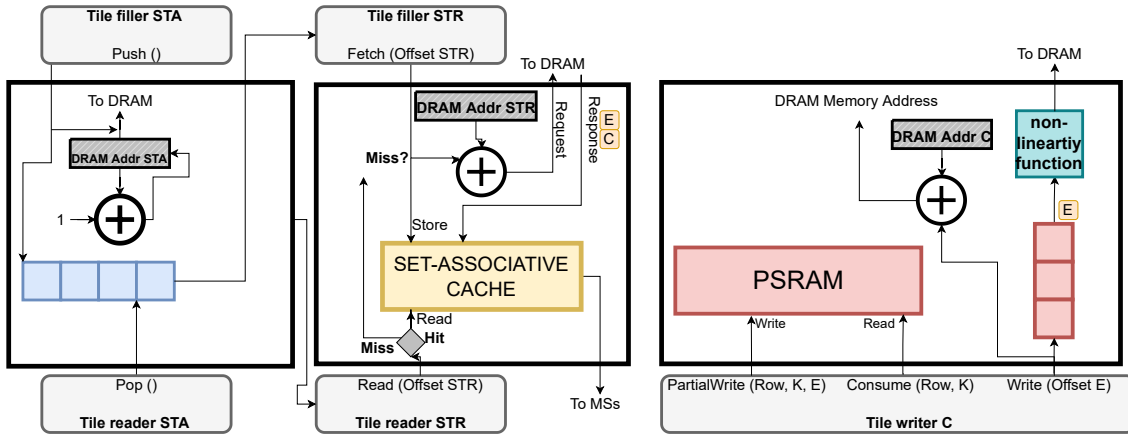 Tile filler STA
Push ()
To DRAM
DRAM Addr STA
1
Pop ()
Tile reader STA
Tile filler STR
Fetch (Offset STR)
To DRAM
DRAM Addr STR
Request
Response
E
C
Miss?
Store
SET-ASSOCIATIVE
CACHE
Read
Hit
Miss
Read (Offset STR)
Tile reader STR
To MSs
To DRAM
DRAM Memory Address
DRAM Addr C
non-
lineartiy
function
E
PSRAM
Write
Read
PartialWrite (Row, K, E)
Consume (Row, K)
Write (Offset E)
Tile writer C